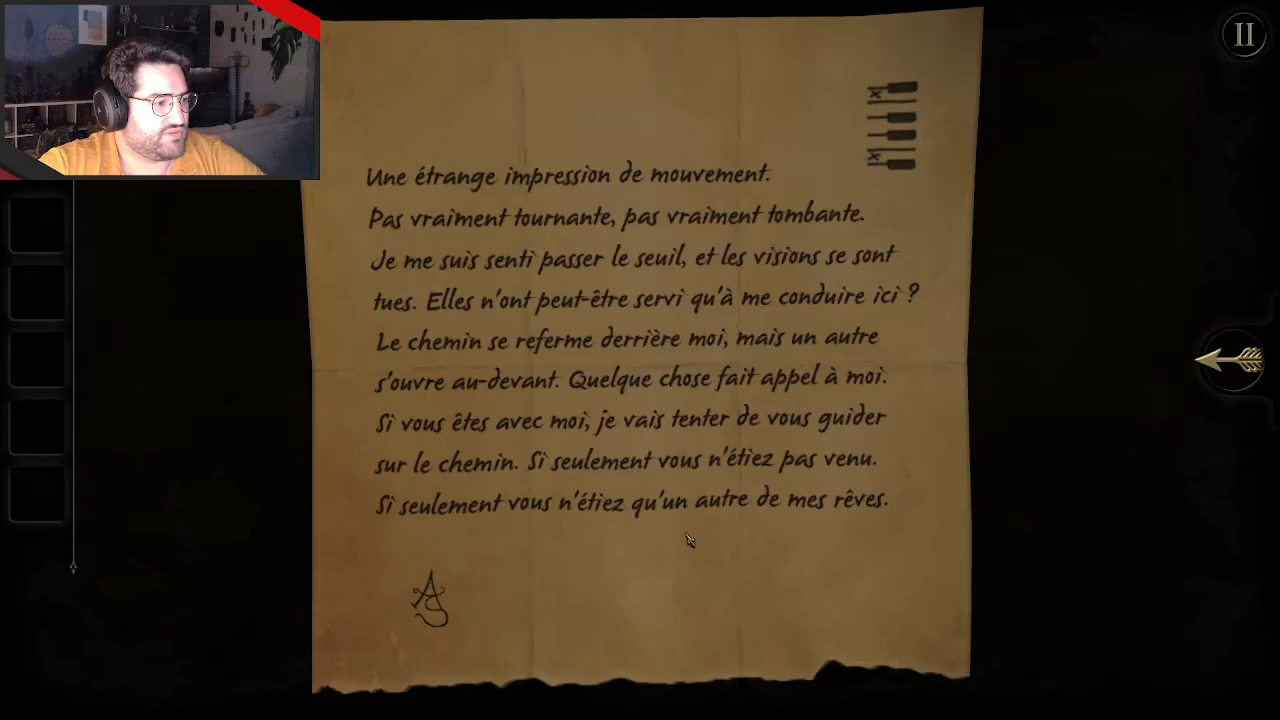 Une étrange impression de mouvement.
Pas vraiment tournante, pas vraiment tombante.
Je me suis senti passer le seuil, et les visions se sont
tues. Elles n'ont peut-être servi qu'à me conduire ici ?
Le chemin se referme derrière moi, mais un autre
s'ouvre au-devant. Quelque chose fait appel à moi.
Si vous êtes avec moi, je vais tenter de vous guider
sur le chemin. Si seulement vous n'étiez pas venu.
Si seulement vous n'étiez qu'un autre de mes rêves.
AS